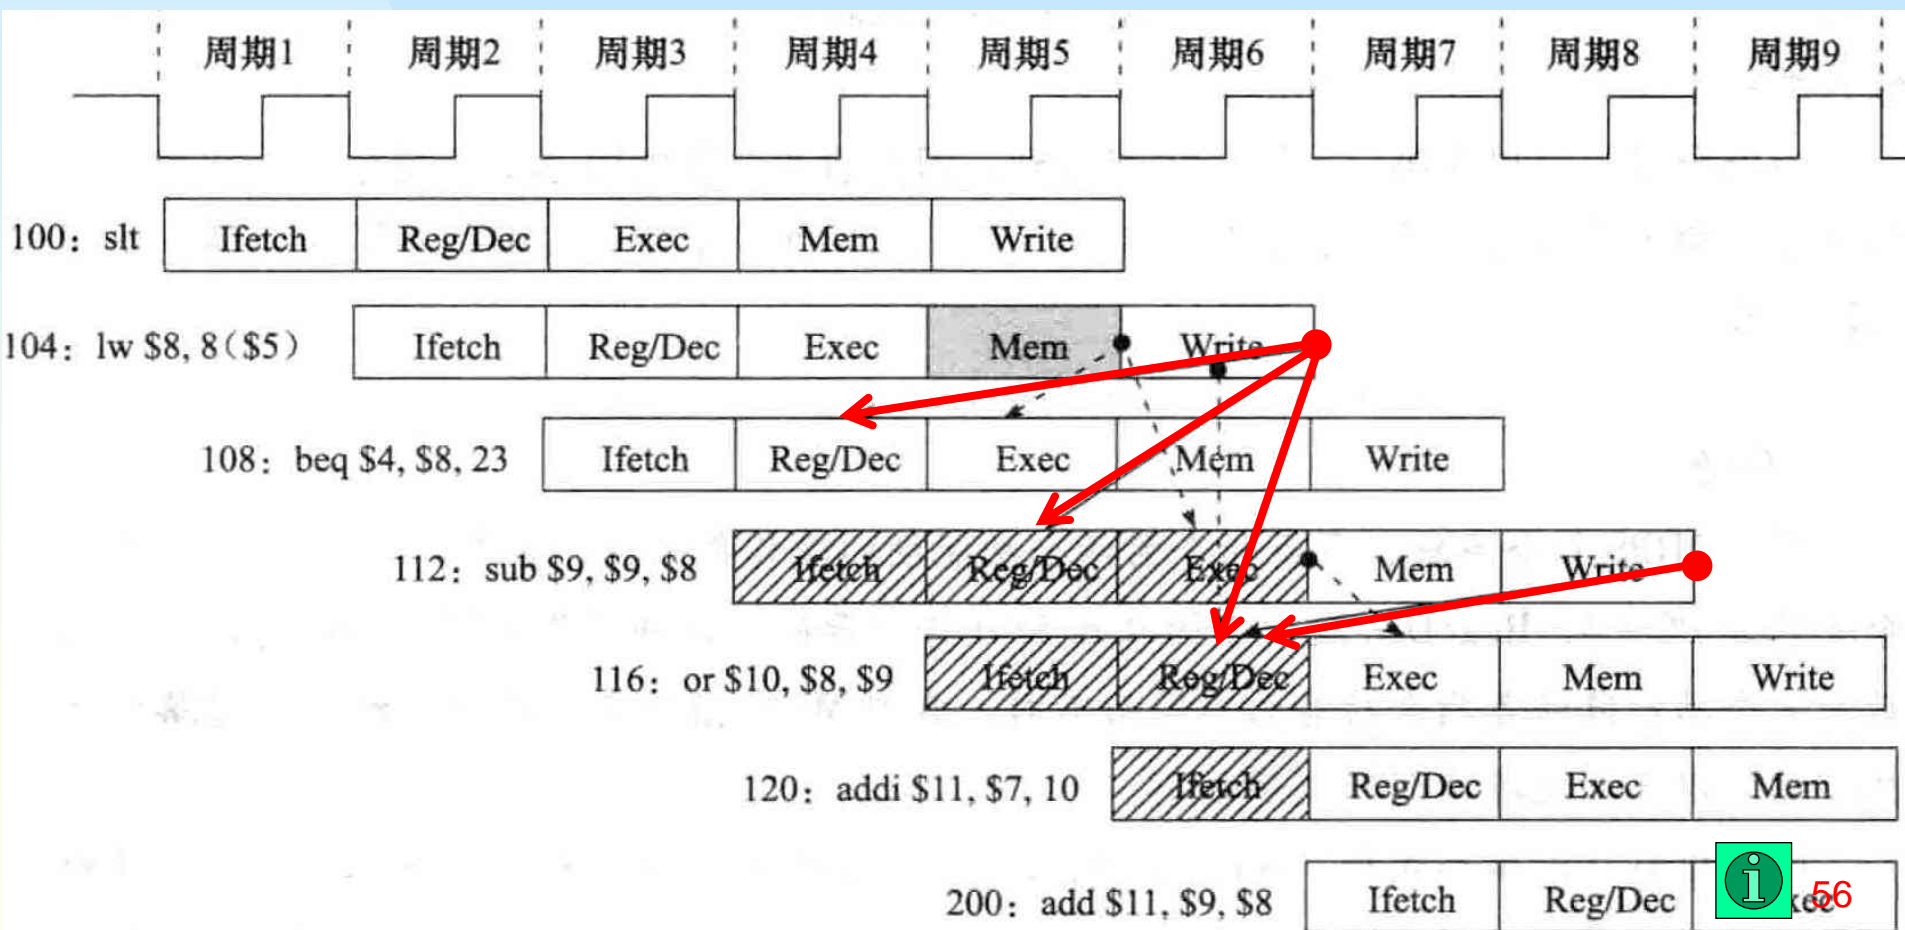 周期1 周期2 周期3 周期4 周期5 周期6 周期7 周期8 周期9
100：slt Ifetch Reg/Dec Exec Mem Write
104：lw $8, 8($5) Ifetch Reg/Dec Exec Mem Write
108：beq $4, $8, 23 Ifetch Reg/Dec Exec Mem Write
112：sub $9, $9, $8 Ifetch Reg/Dec Exec Mem Write
116：or $10, $8, $9 Ifetch Reg/Dec Exec Mem Write
120：addi $11, $7, 10 Ifetch Reg/Dec Exec Mem
200：add $11, $9, $8 Ifetch Reg/Dec Exec
56